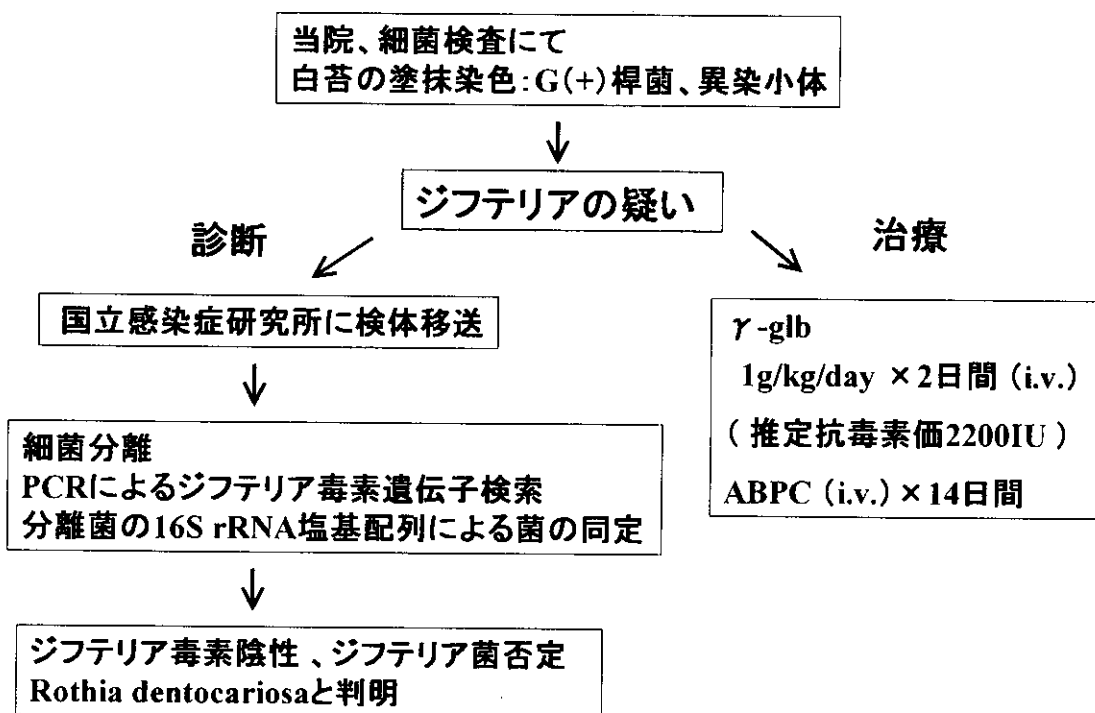 当院、細菌検査にて
白苔の塗抹染色:G(+)桿菌、異染小体
ジフテリアの疑い
診断
治療
国立感染症研究所に検体移送
γ-glb
1g/kg/day ×2日間(i.v.)
(推定抗毒素価2200IU)
ABPC(i.v.)×14日間
細菌分離
PCRによるジフテリア毒素遺伝子検索
分離菌の16S rRNA塩基配列による菌の同定
ジフテリア毒素陰性、ジフテリア菌否定
Rothia dentocariosaと判明